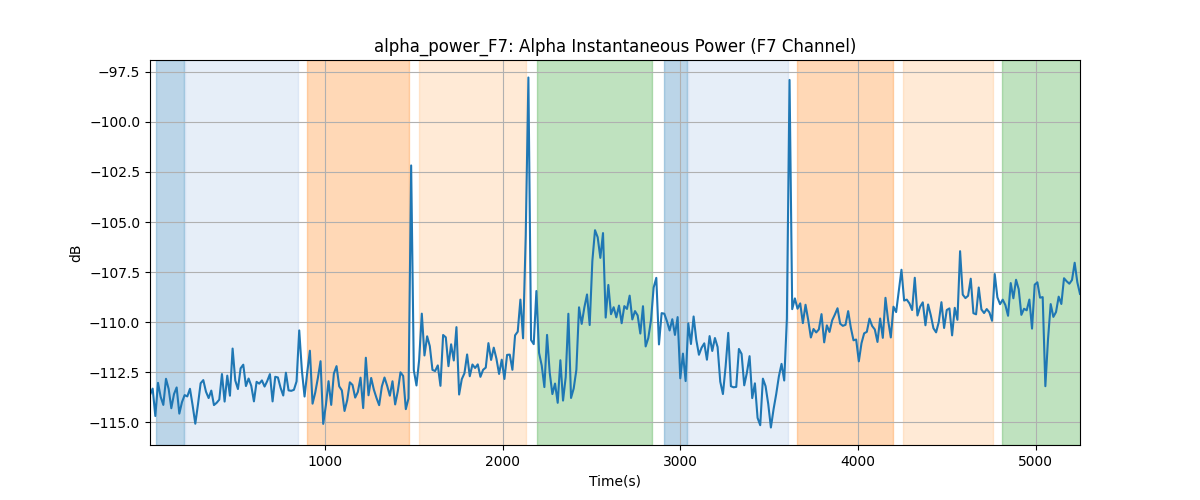 alpha_power_F7: Alpha Instantaneous Power (F7 Channel)
−97.5
−100.0
−102.5
−105.0
−107.5
−110.0
−112.5
−115.0
dB
1000 2000 3000 4000 5000
Time(s)